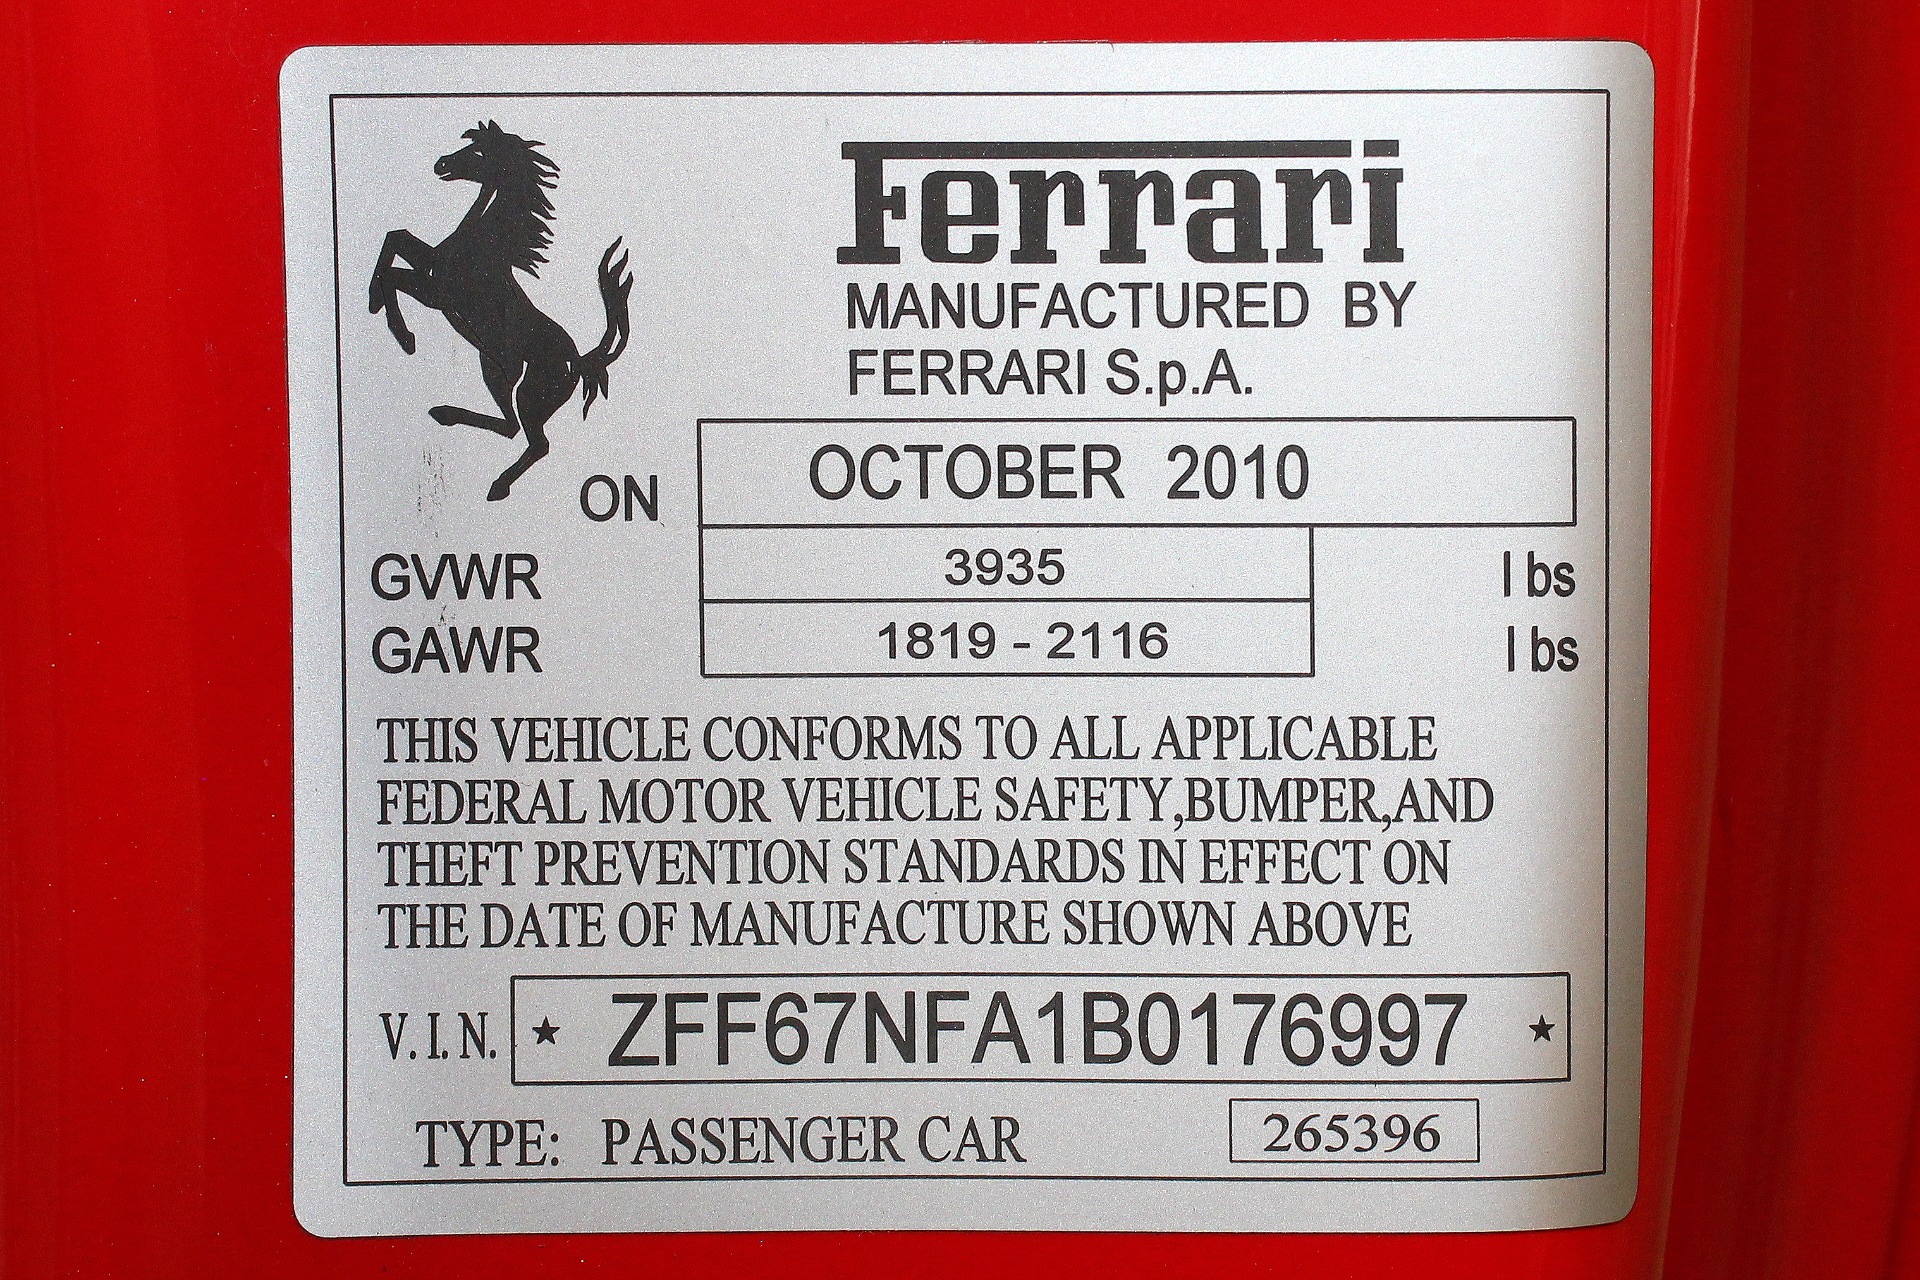 Ferrari
MANUFACTURED BY
FERRARI S.p.A.
ON OCTOBER 2010
GVWR 3935 lbs
GAWR 1819 - 2116 lbs
THIS VEHICLE CONFORMS TO ALL APPLICABLE
FEDERAL MOTOR VEHICLE SAFETY,BUMPER,AND
THEFT PREVENTION STANDARDS IN EFFECT ON
THE DATE OF MANUFACTURE SHOWN ABOVE
V.I.N. ★ ZFF67NFA1B0176997 ★
TYPE: PASSENGER CAR 265396